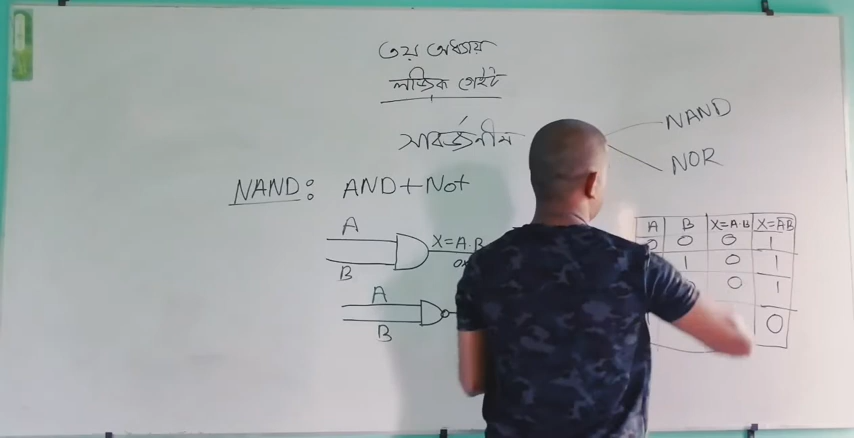 ৩য় অধ্যায়
লজিক গেইট
সার্বজনীন
NAND
NOR
NAND: AND+Not
A
B
X=A.B
A
B
A B X=A.B X=A̅B̅
0 0 0 1
1 0 1
0 1
0